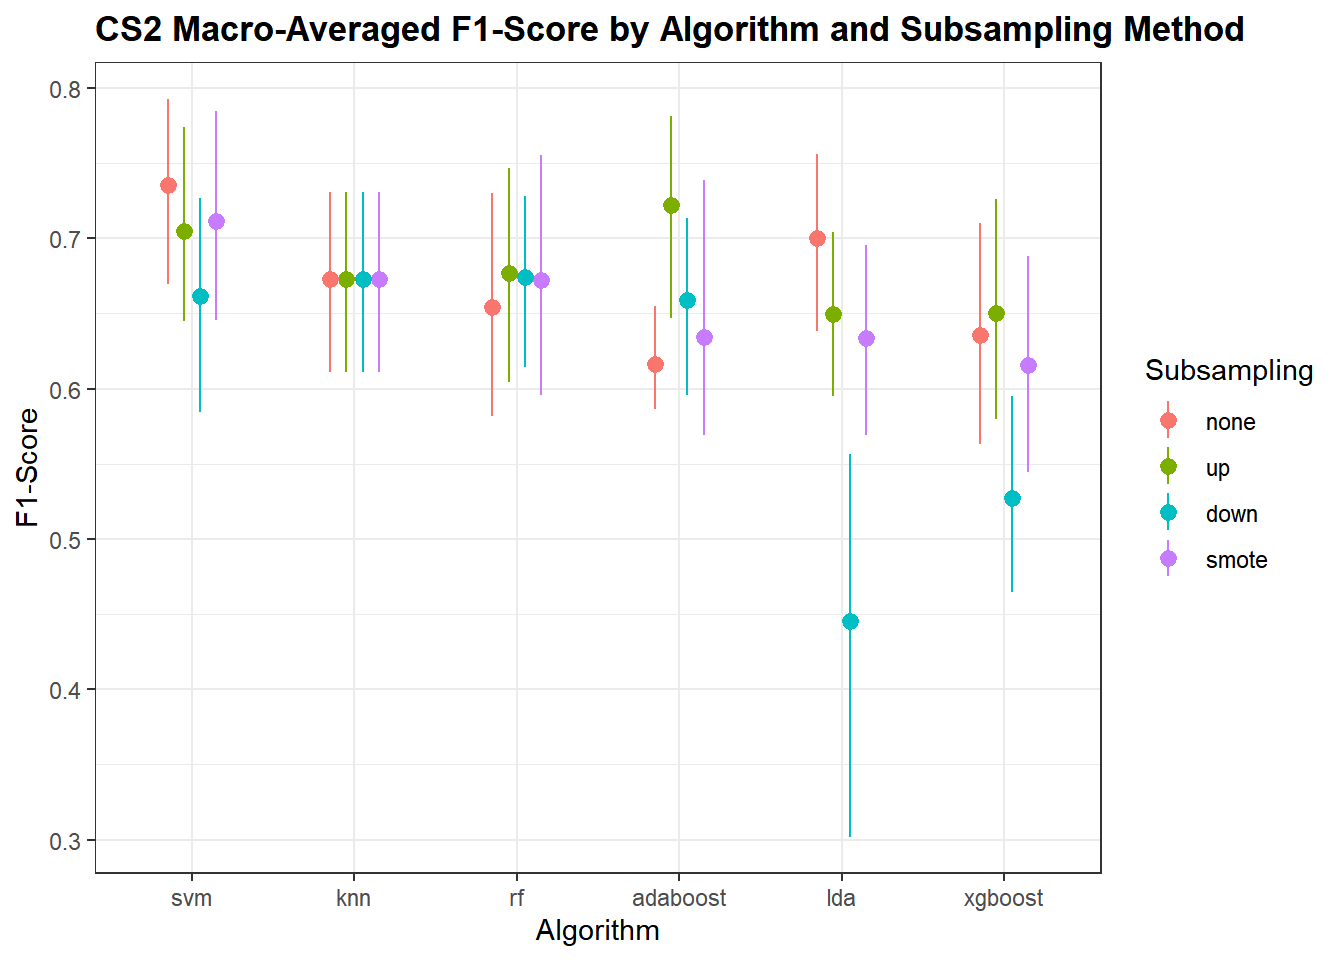 CS2 Macro-Averaged F1-Score by Algorithm and Subsampling Method
0.8
0.7
0.6
0.5
0.4
0.3
F1-Score
svm knn rf adaboost lda xgboost
Algorithm
Subsampling
none
up
down
smote